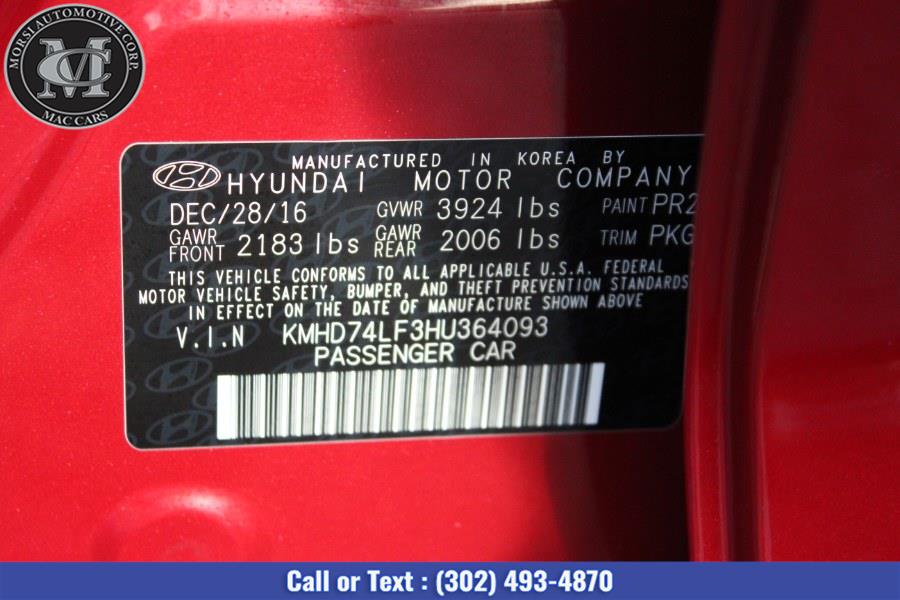 MORSI AUTOMOTIVE CORP.
MC
MAC CARS
MANUFACTURED IN KOREA BY
HYUNDAI MOTOR COMPANY
DEC/28/16 GVWR 3924 lbs PAINT PR2
GAWR FRONT 2183 lbs GAWR REAR 2006 lbs TRIM PKG
THIS VEHICLE CONFORMS TO ALL APPLICABLE U.S.A. FEDERAL
MOTOR VEHICLE SAFETY, BUMPER, AND THEFT PREVENTION STANDARDS
IN EFFECT ON THE DATE OF MANUFACTURE SHOWN ABOVE
V.I.N KMHD74LF3HU364093
PASSENGER CAR
Call or Text : (302) 493-4870